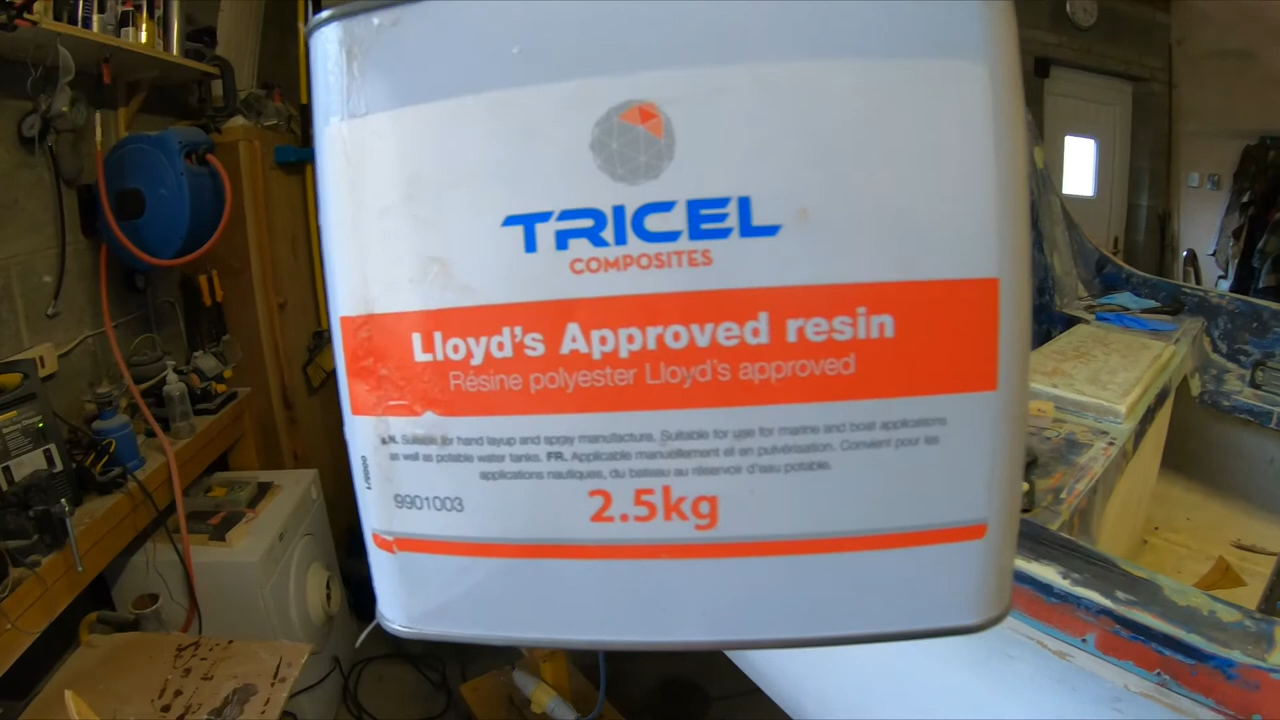 TRICEL
COMPOSITES
Lloyd's Approved resin
Résine polyester Lloyd's approved
E.N. Suitable for hand layup and spray manufacture. Suitable for use for marine and boat applications
as well as potable water tanks. FR. Applicable manuellement et en pulvérisation. Convient pour les
applications nautiques, du bateau au réservoir d'eau potable.
9901003
2.5kg